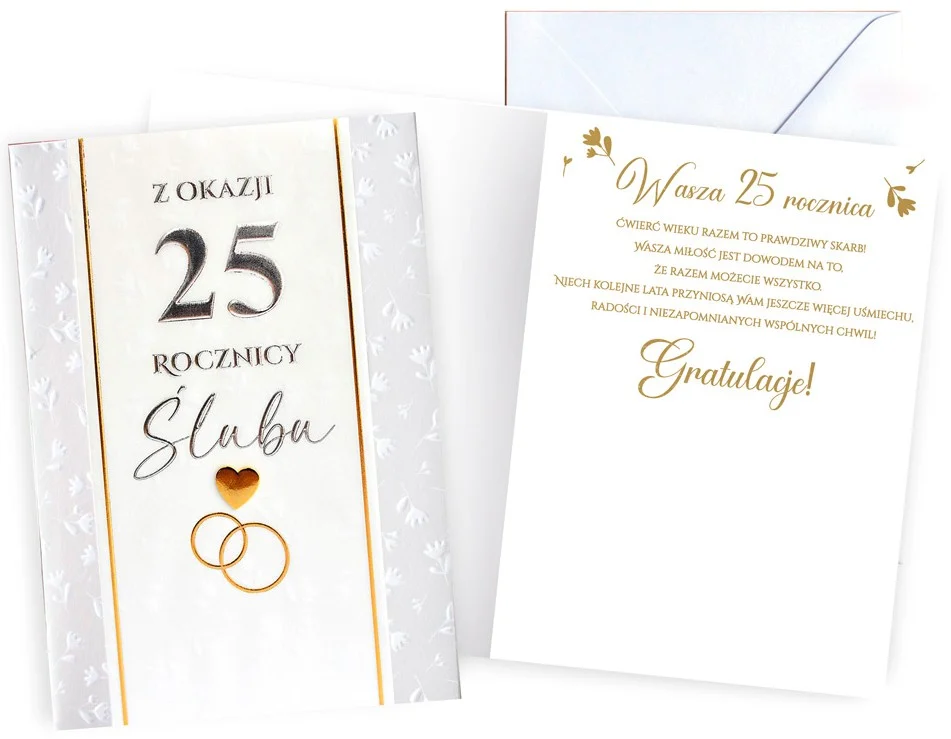 Z OKAZJI
25
ROCZNICY
Ślubu
Wasza 25 rocznica
ĆWIERĆ WIEKU RAZEM TO PRAWDZIWY SKARB!
WASZA MIŁOŚĆ JEST DOWODEM NA TO,
ŻE RAZEM MOŻECIE WSZYSTKO.
NIECH KOLEJNE LATA PRZYNIOSĄ WAM JESZCZE WIĘCEJ UŚMIECHU,
RADOŚCI I NIEZAPOMNIANYCH WSPÓLNYCH CHWIL!
Gratulacje!